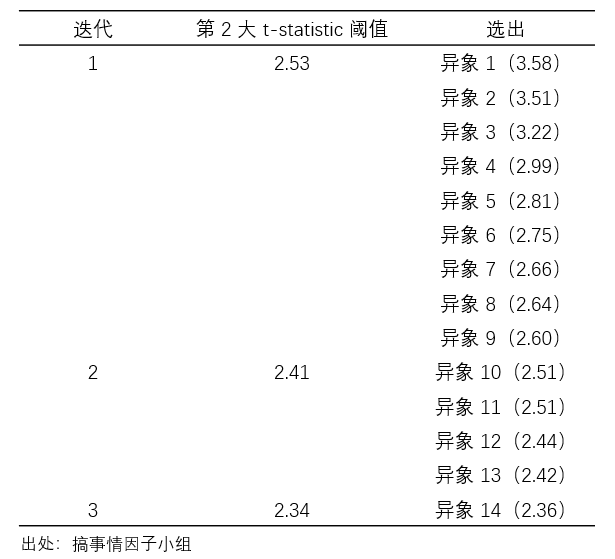 迭代 第 2 大 t-statistic 阈值 选出
1 2.53 异象 1（3.58）
异象 2（3.51）
异象 3（3.22）
异象 4（2.99）
异象 5（2.81）
异象 6（2.75）
异象 7（2.66）
异象 8（2.64）
异象 9（2.60）
2 2.41 异象 10（2.51）
异象 11（2.51）
异象 12（2.44）
异象 13（2.42）
3 2.34 异象 14（2.36）
出处：搞事情因子小组